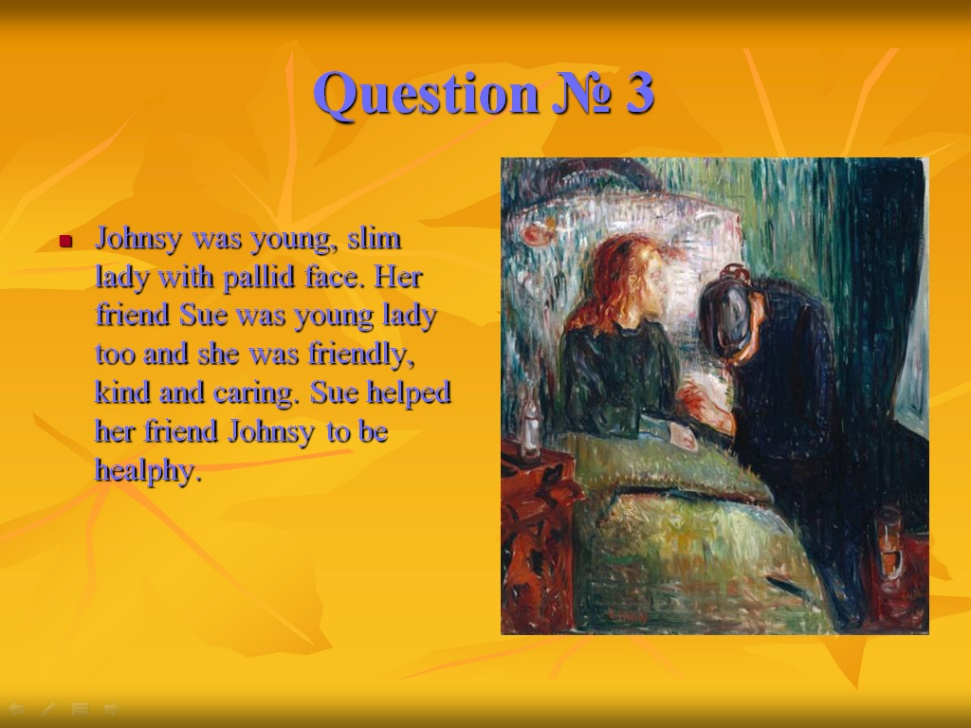 Question № 3
Johnsy was young, slim
lady with pallid face. Her
friend Sue was young lady
too and she was friendly,
kind and caring. Sue helped
her friend Johnsy to be
healphy.